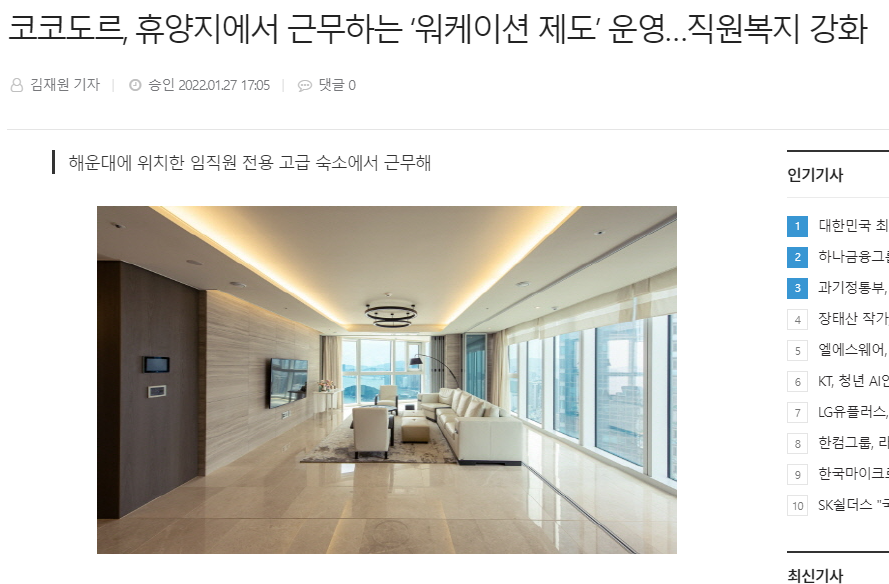 코코도르, 휴양지에서 근무하는 '워케이션 제도' 운영...직원복지 강화
김재원 기자 승인 2022.01.27 17:05 댓글 0
해운대에 위치한 임직원 전용 고급 숙소에서 근무해
인기기사
1 대한민국 최
2 하나금융그룹
3 과기정통부,
4 장태산 작가
5 엘에스웨어,
6 KT, 청년 AI인
7 LG유플러스,
8 한컴그룹, 리
9 한국마이크로
10 SK쉴더스 "국
최신기사